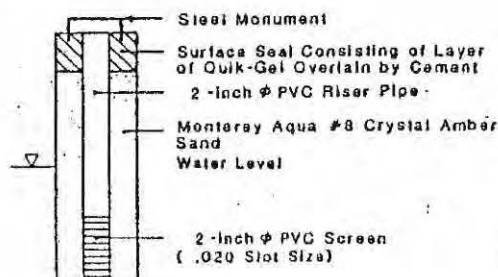 Steel Monument
Surface Seal Consisting of Layer
of Quik-Gel Overlain by Cement
2-inch ϕ PVC Riser Pipe
Monterey Aqua #8 Crystal Amber
Sand
Water Level
2-inch ϕ PVC Screen
( .020 Slot Size)